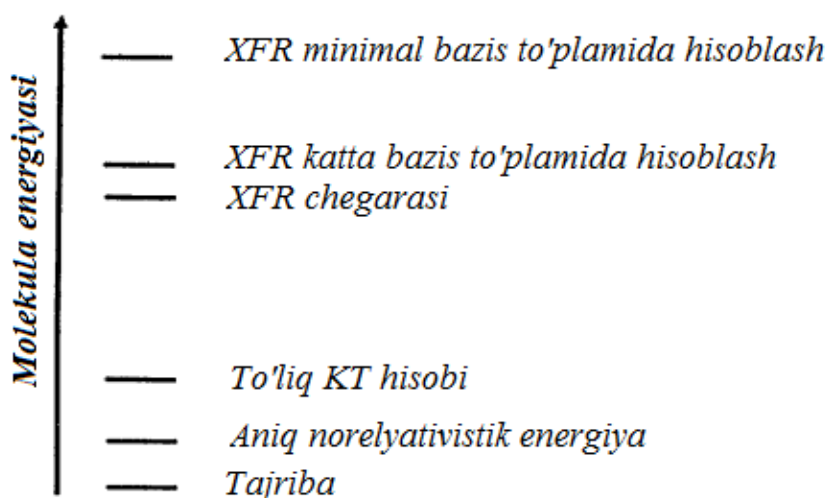 Molekula energiyasi
XFR minimal bazis to'plamida hisoblash
XFR katta bazis to'plamida hisoblash
XFR chegarasi
To'liq KT hisobi
Aniq norelyativistik energiya
Tajriba